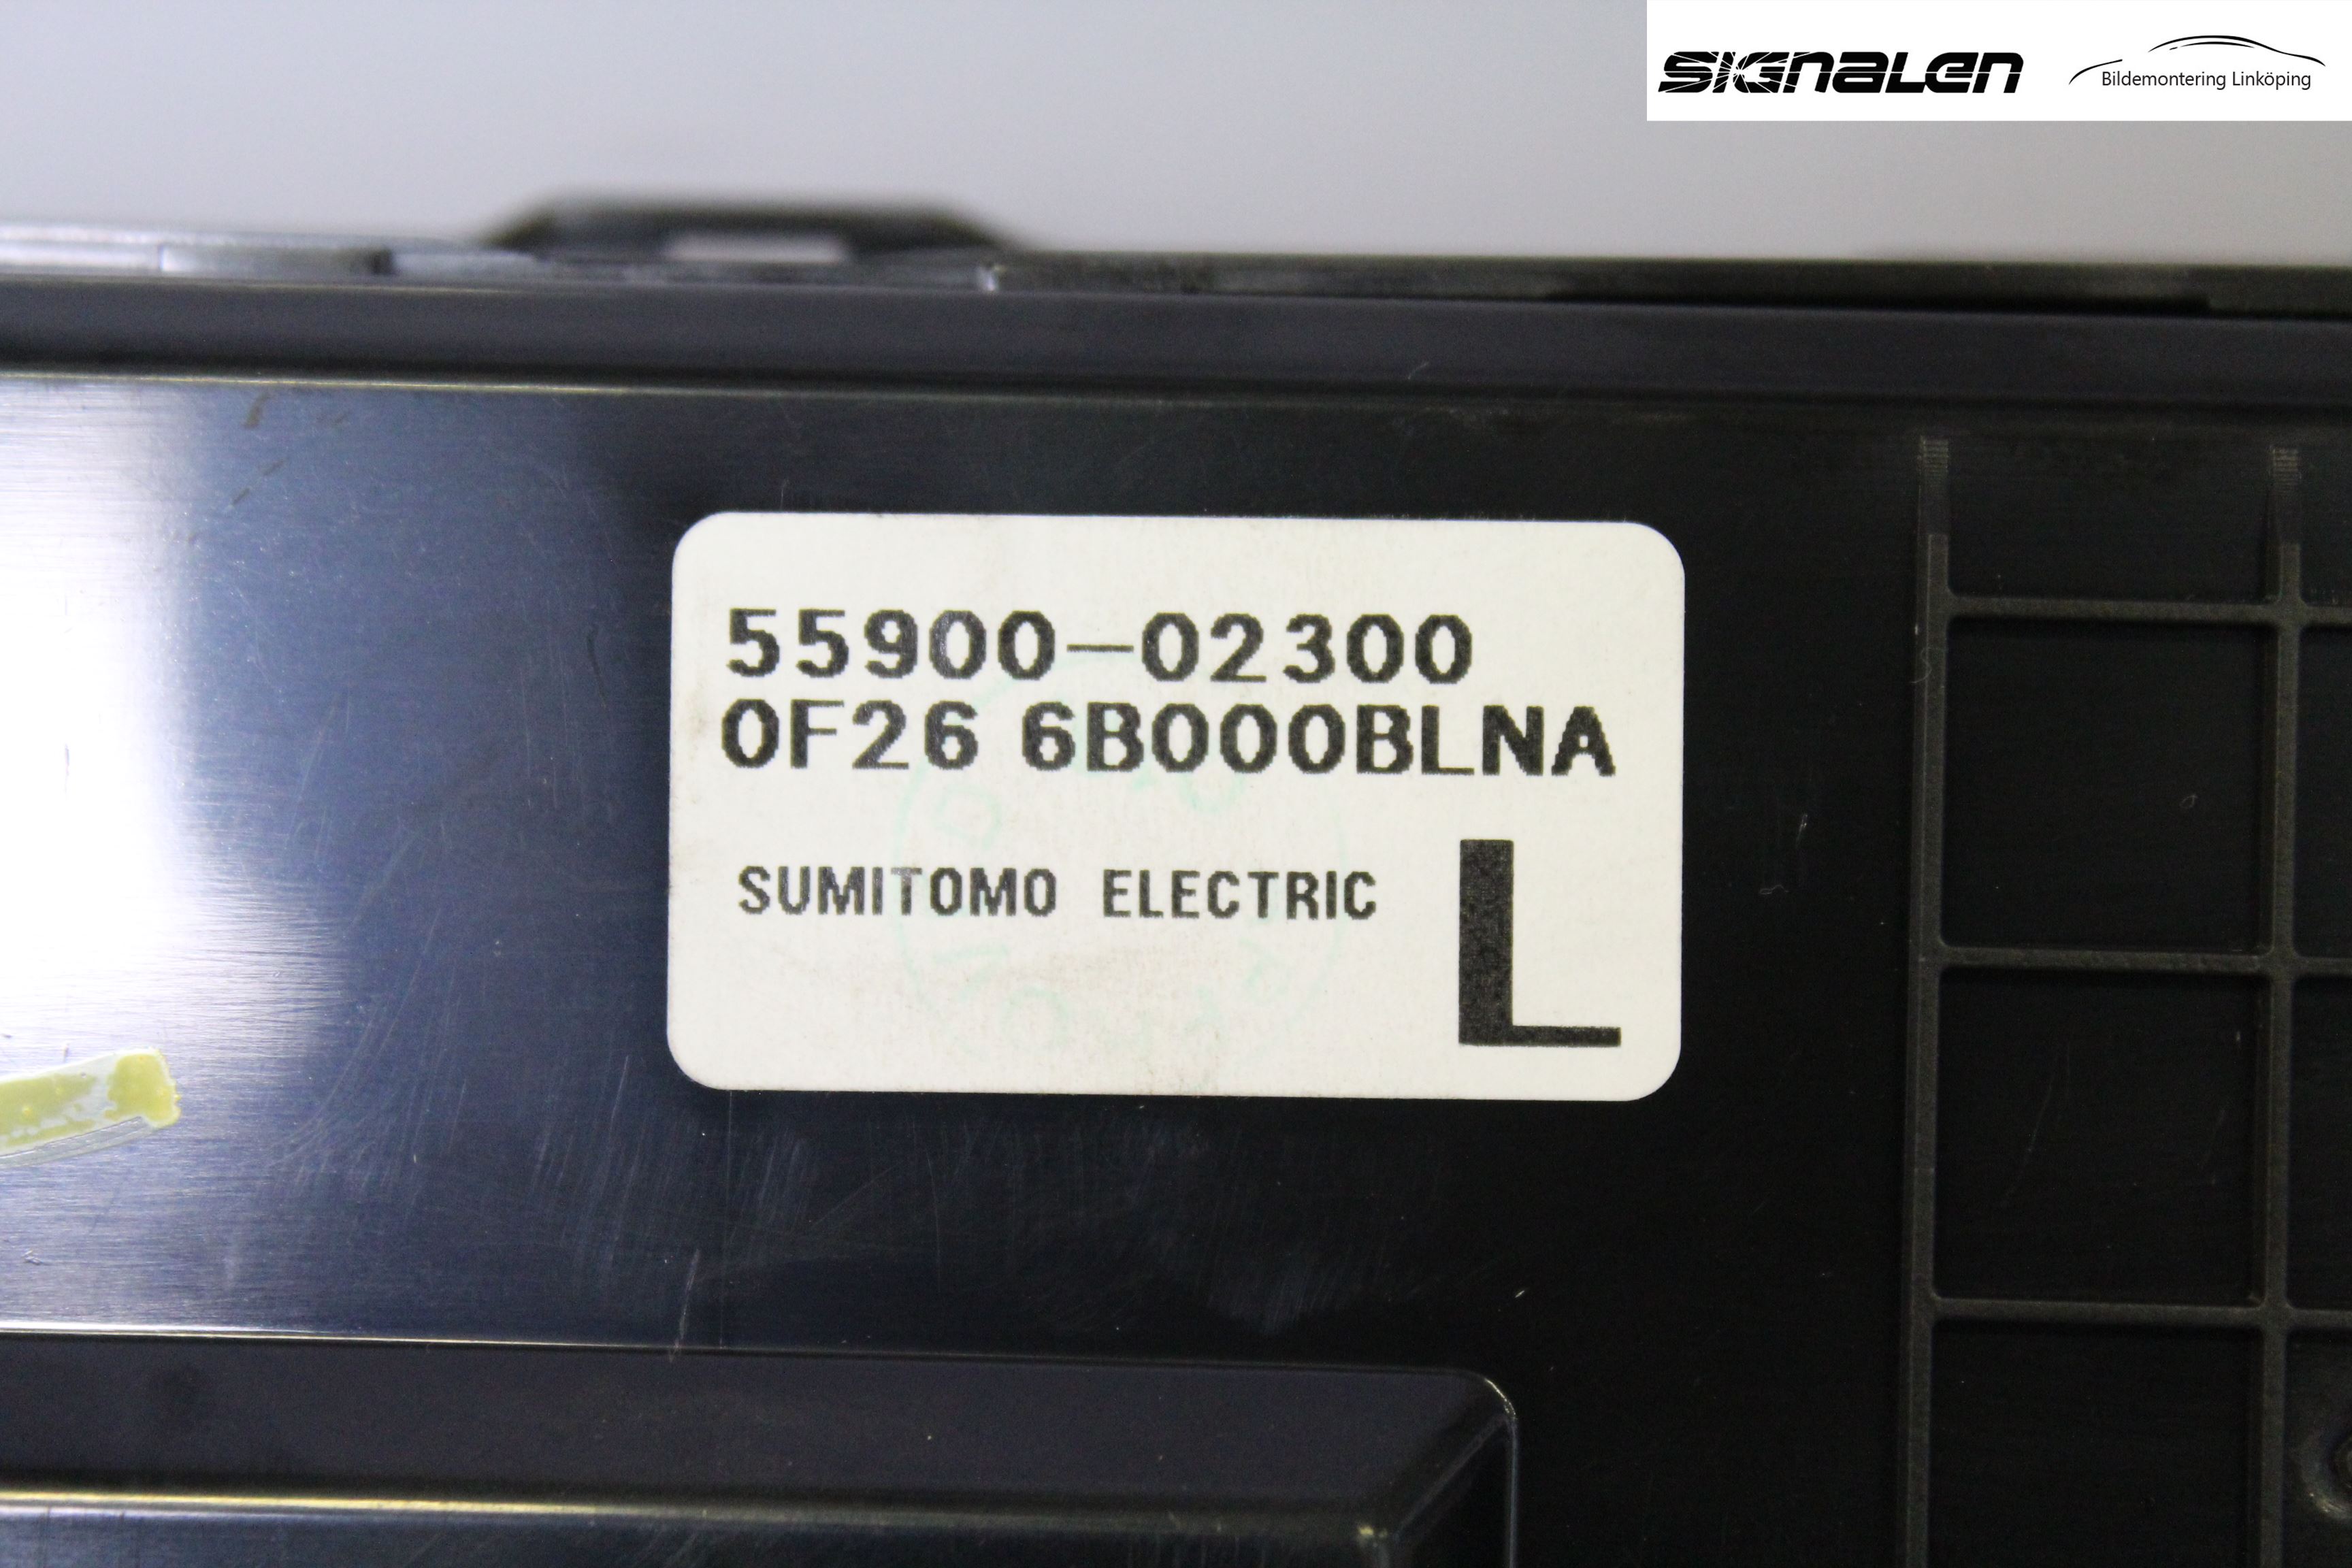 SIGNALEN
Bildemontering Linköping
55900-02300
0F26 6B000BLNA
SUMITOMO ELECTRIC
L